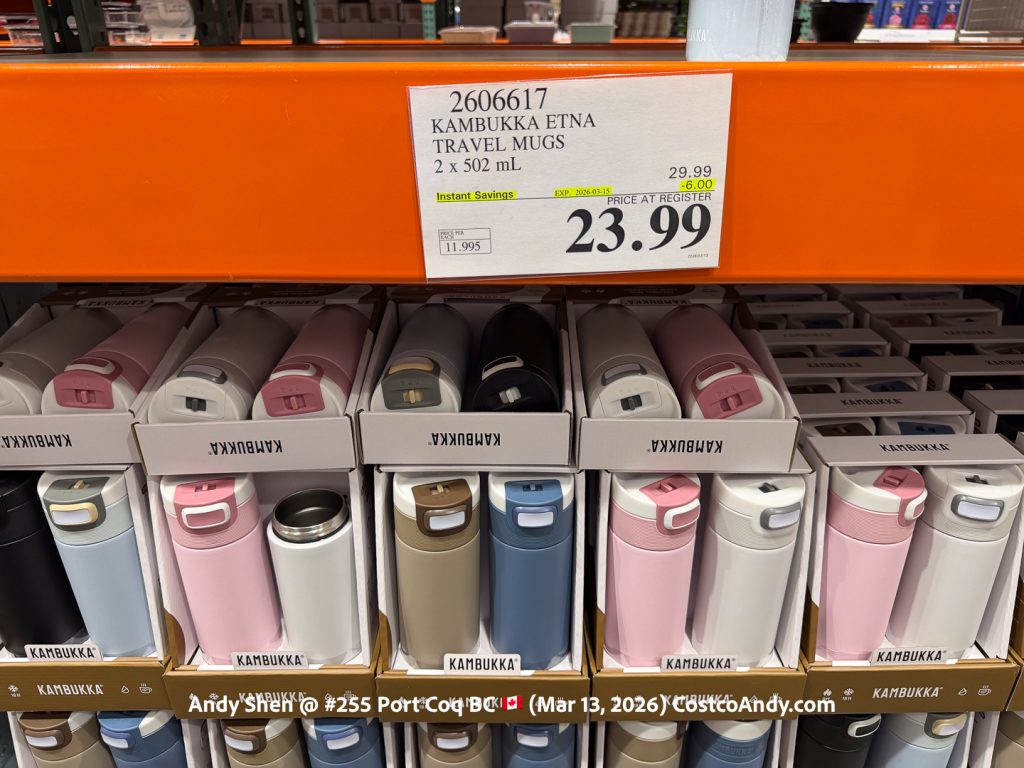 2606617
KAMBUKKA ETNA
TRAVEL MUGS
2 x 502 mL
29.99
Instant Savings EXP. 2026-03-15 -6.00
PRICE AT REGISTER
PRICE PER
EACH
11.995
23.99
KAMBUKKA®
KAMBUKKA®
KAMBUKKA®
KAMBUKKA®
KAMBUKKA®
KAMBUKKA®
KAMBUKKA®
KAMBUKKA®
KAMBUKKA®
KAMBUKKA®
KAMBUKKA®
KAMBUKKA®
Andy Shen @ #255 Port Coq BC 🇨🇦 (Mar 13, 2026) CostcoAndy.com